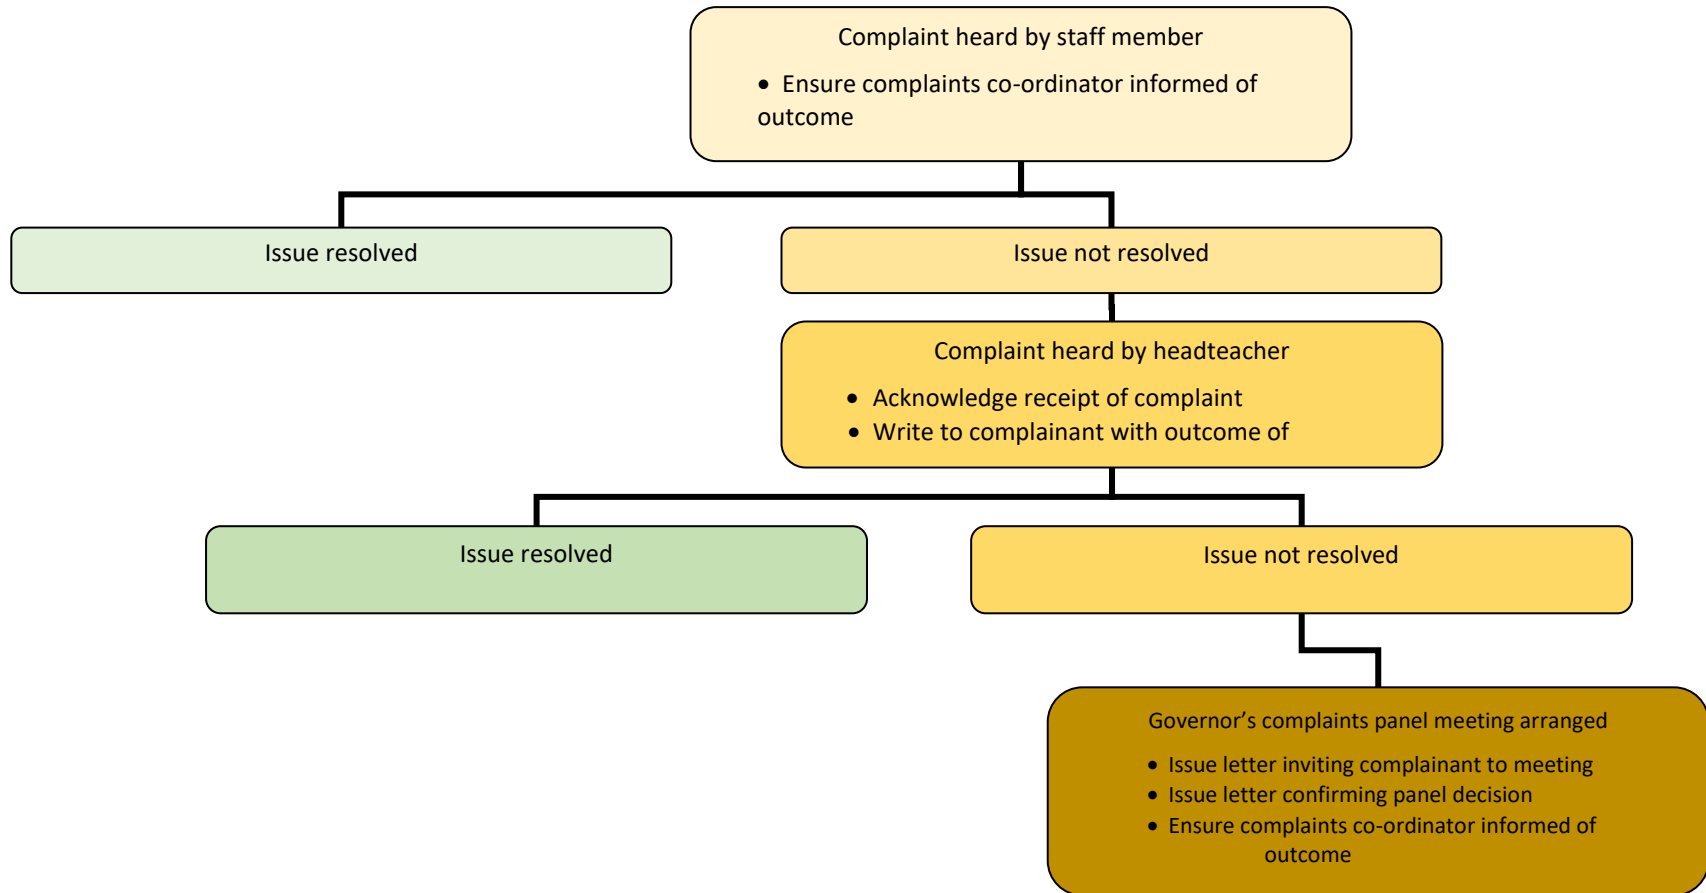 Complaint heard by staff member
• Ensure complaints co-ordinator informed of
outcome
Issue resolved
Issue not resolved
Complaint heard by headteacher
• Acknowledge receipt of complaint
• Write to complainant with outcome of
Issue resolved
Issue not resolved
Governor’s complaints panel meeting arranged
• Issue letter inviting complainant to meeting
• Issue letter confirming panel decision
• Ensure complaints co-ordinator informed of
outcome